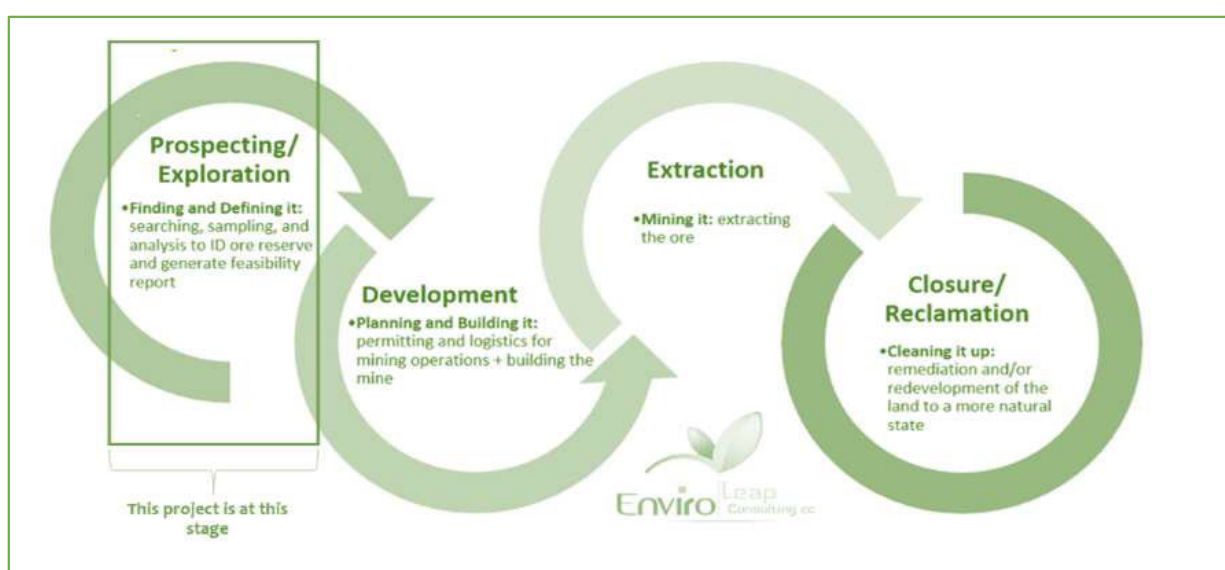 Prospecting/
Exploration
•Finding and Defining it:
searching, sampling, and
analysis to ID ore reserve
and generate feasibility
report
This project is at this
stage
Development
•Planning and Building it:
permitting and logistics for
mining operations + building the
mine
Extraction
•Mining it: extracting
the ore
Closure/
Reclamation
•Cleaning it up:
remediation and/or
redevelopment of the
land to a more natural
state
Enviro Leap
Consulting cc